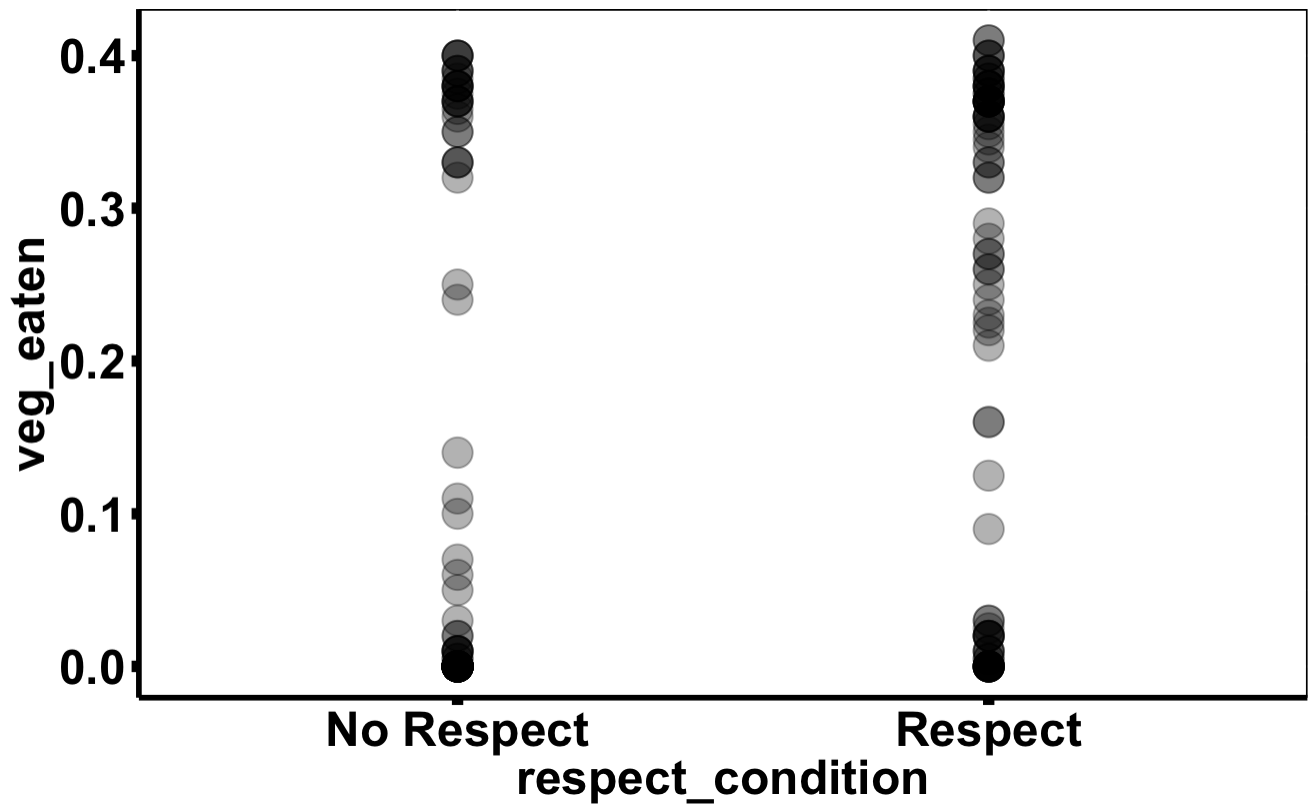 veg_eaten
0.4
0.3
0.2
0.1
0.0
No Respect
Respect
respect_condition